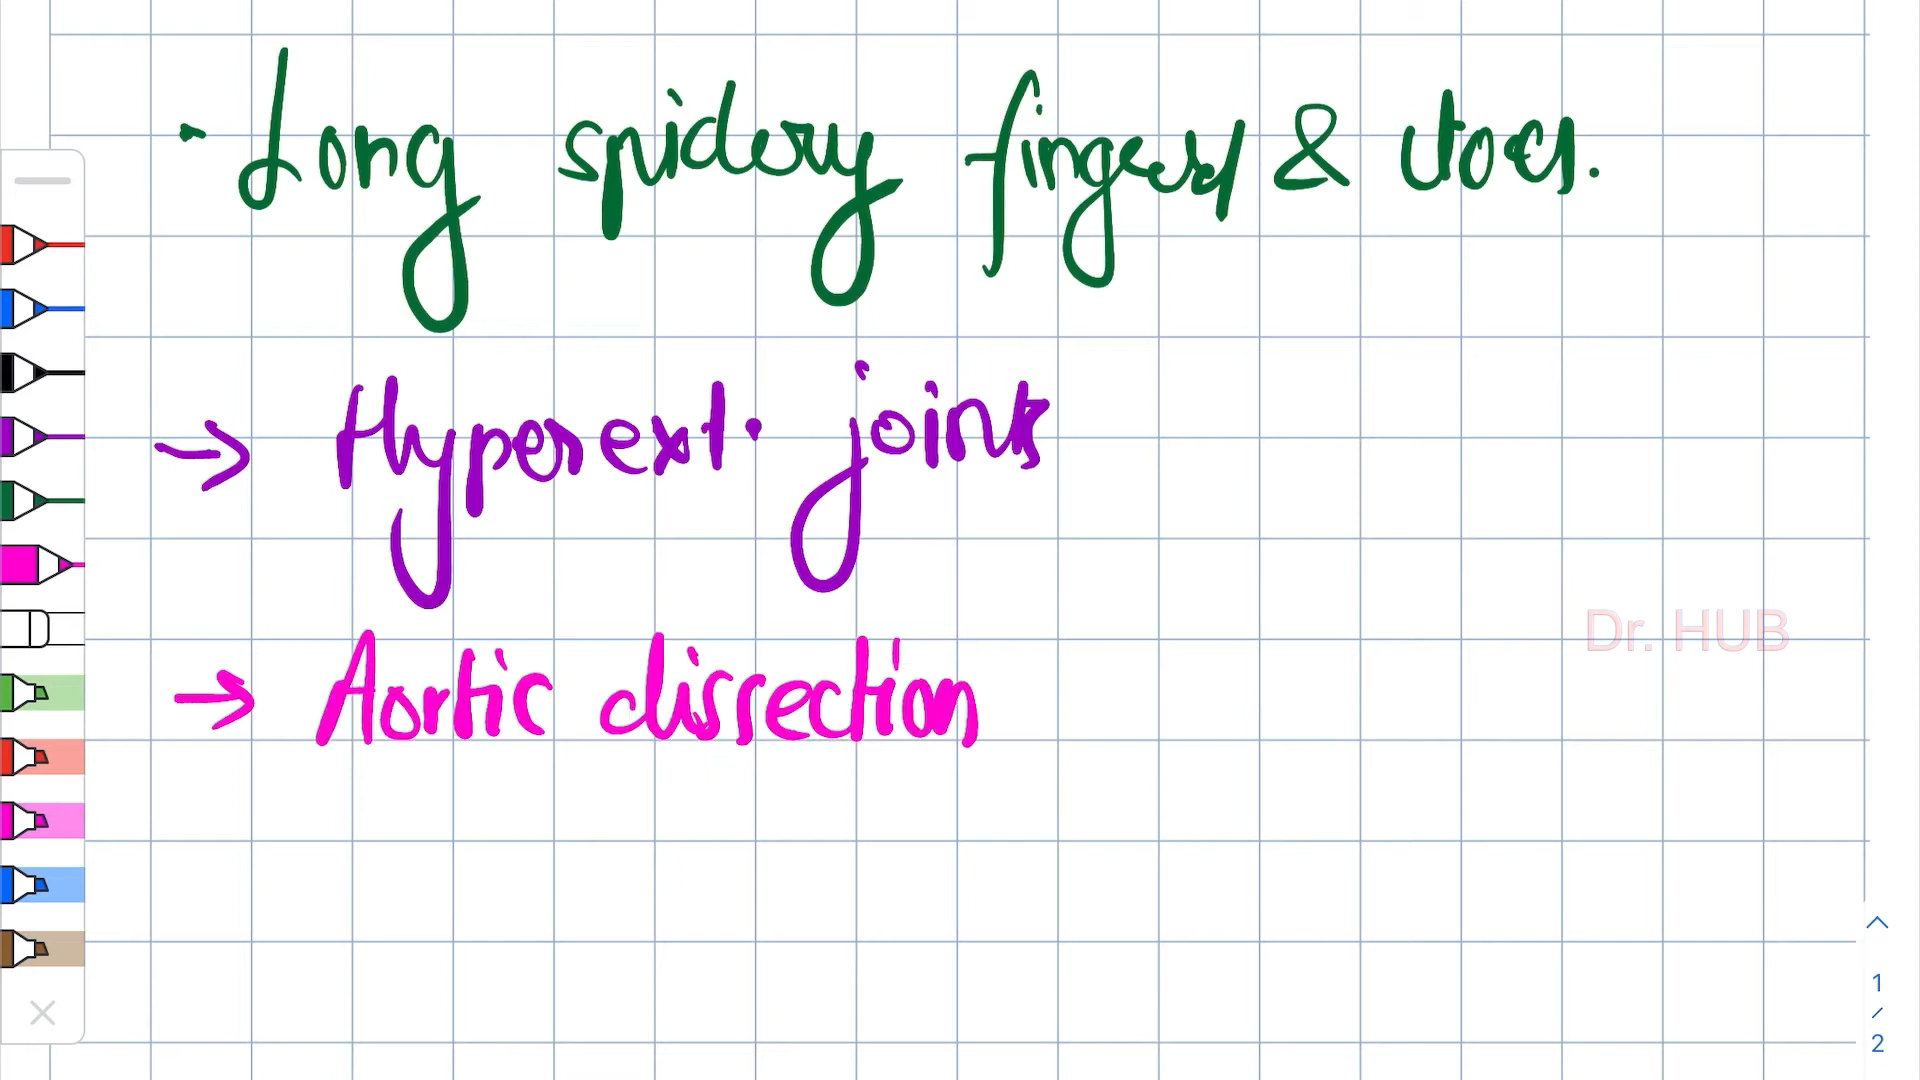 · Long spidery fingers & toes.
→ Hyperext. joints
→ Aortic dissection
Dr. HUB
1
/
2